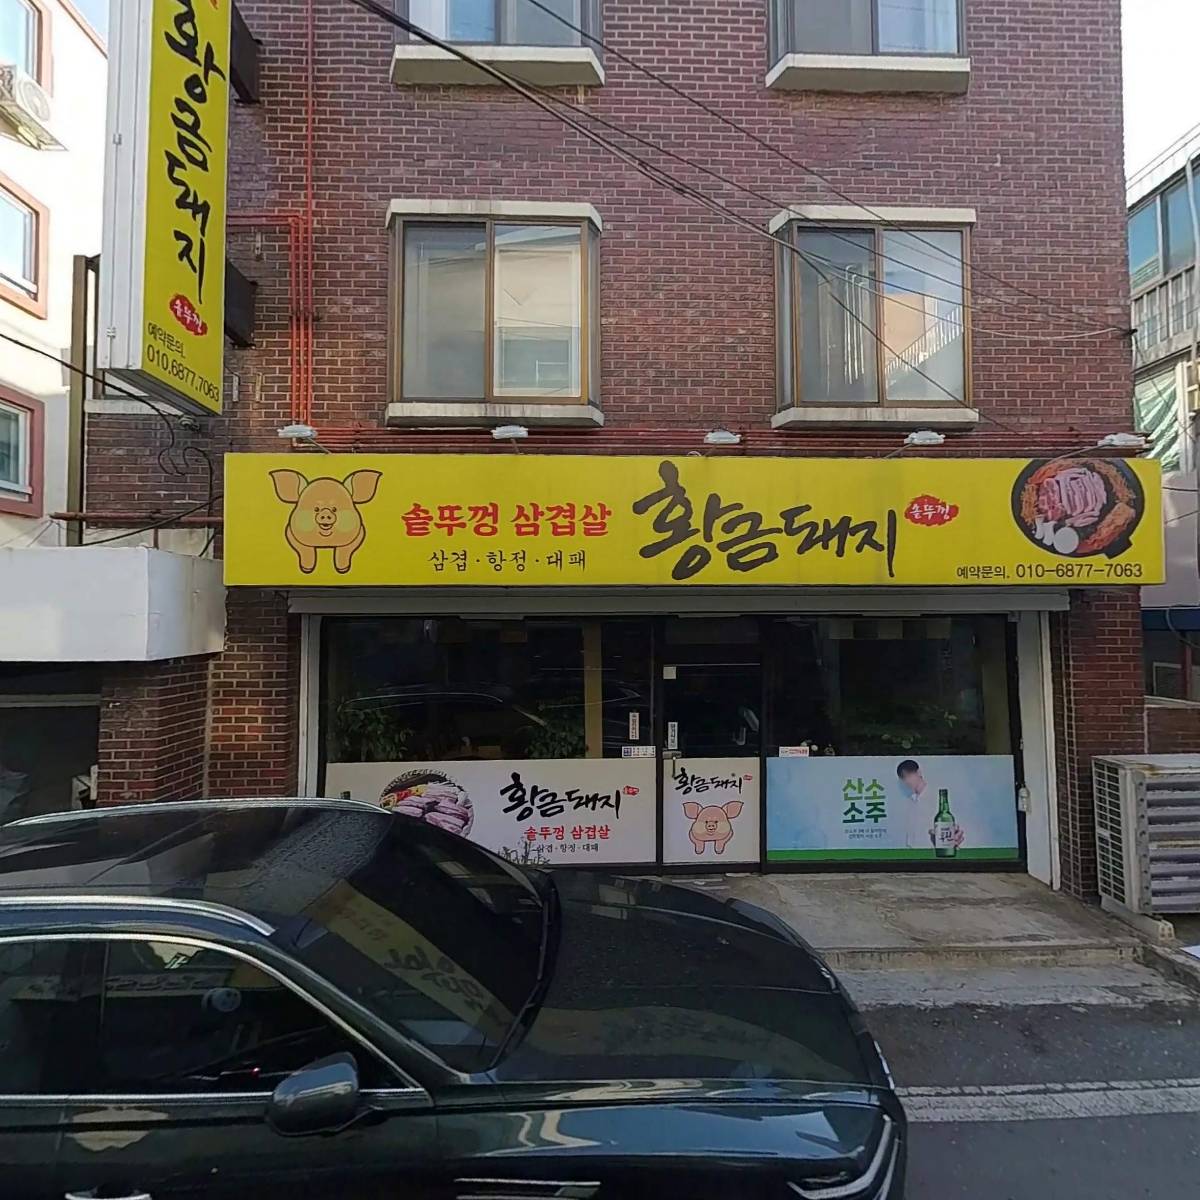 황금돼지
솥뚜껑
예약문의.
010.6877.7063
솥뚜껑 삼겹살
삼겹·항정·대패
황금돼지
솥뚜껑
예약문의. 010-6877-7063
황금돼지
솥뚜껑 삼겹살
삼겹·항정·대패
황금돼지
산소
소주